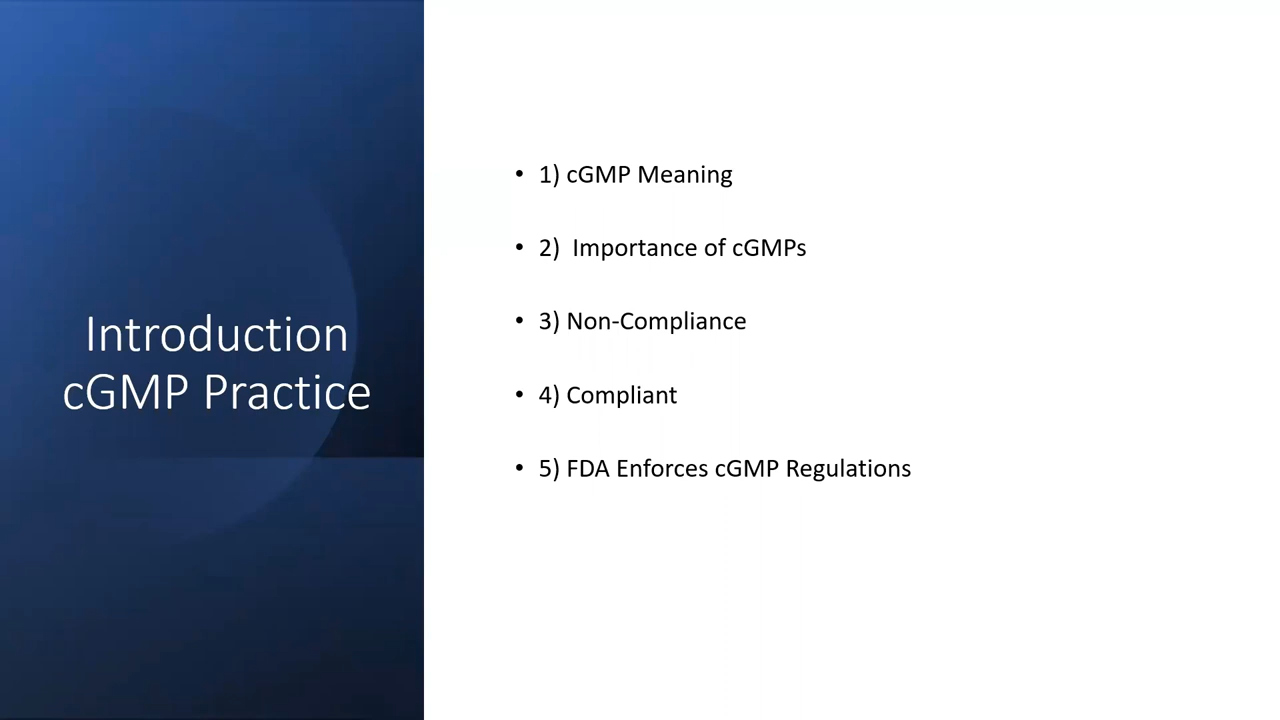 Introduction
cGMP Practice
• 1) cGMP Meaning
• 2)  Importance of cGMPs
• 3) Non-Compliance
• 4) Compliant
• 5) FDA Enforces cGMP Regulations